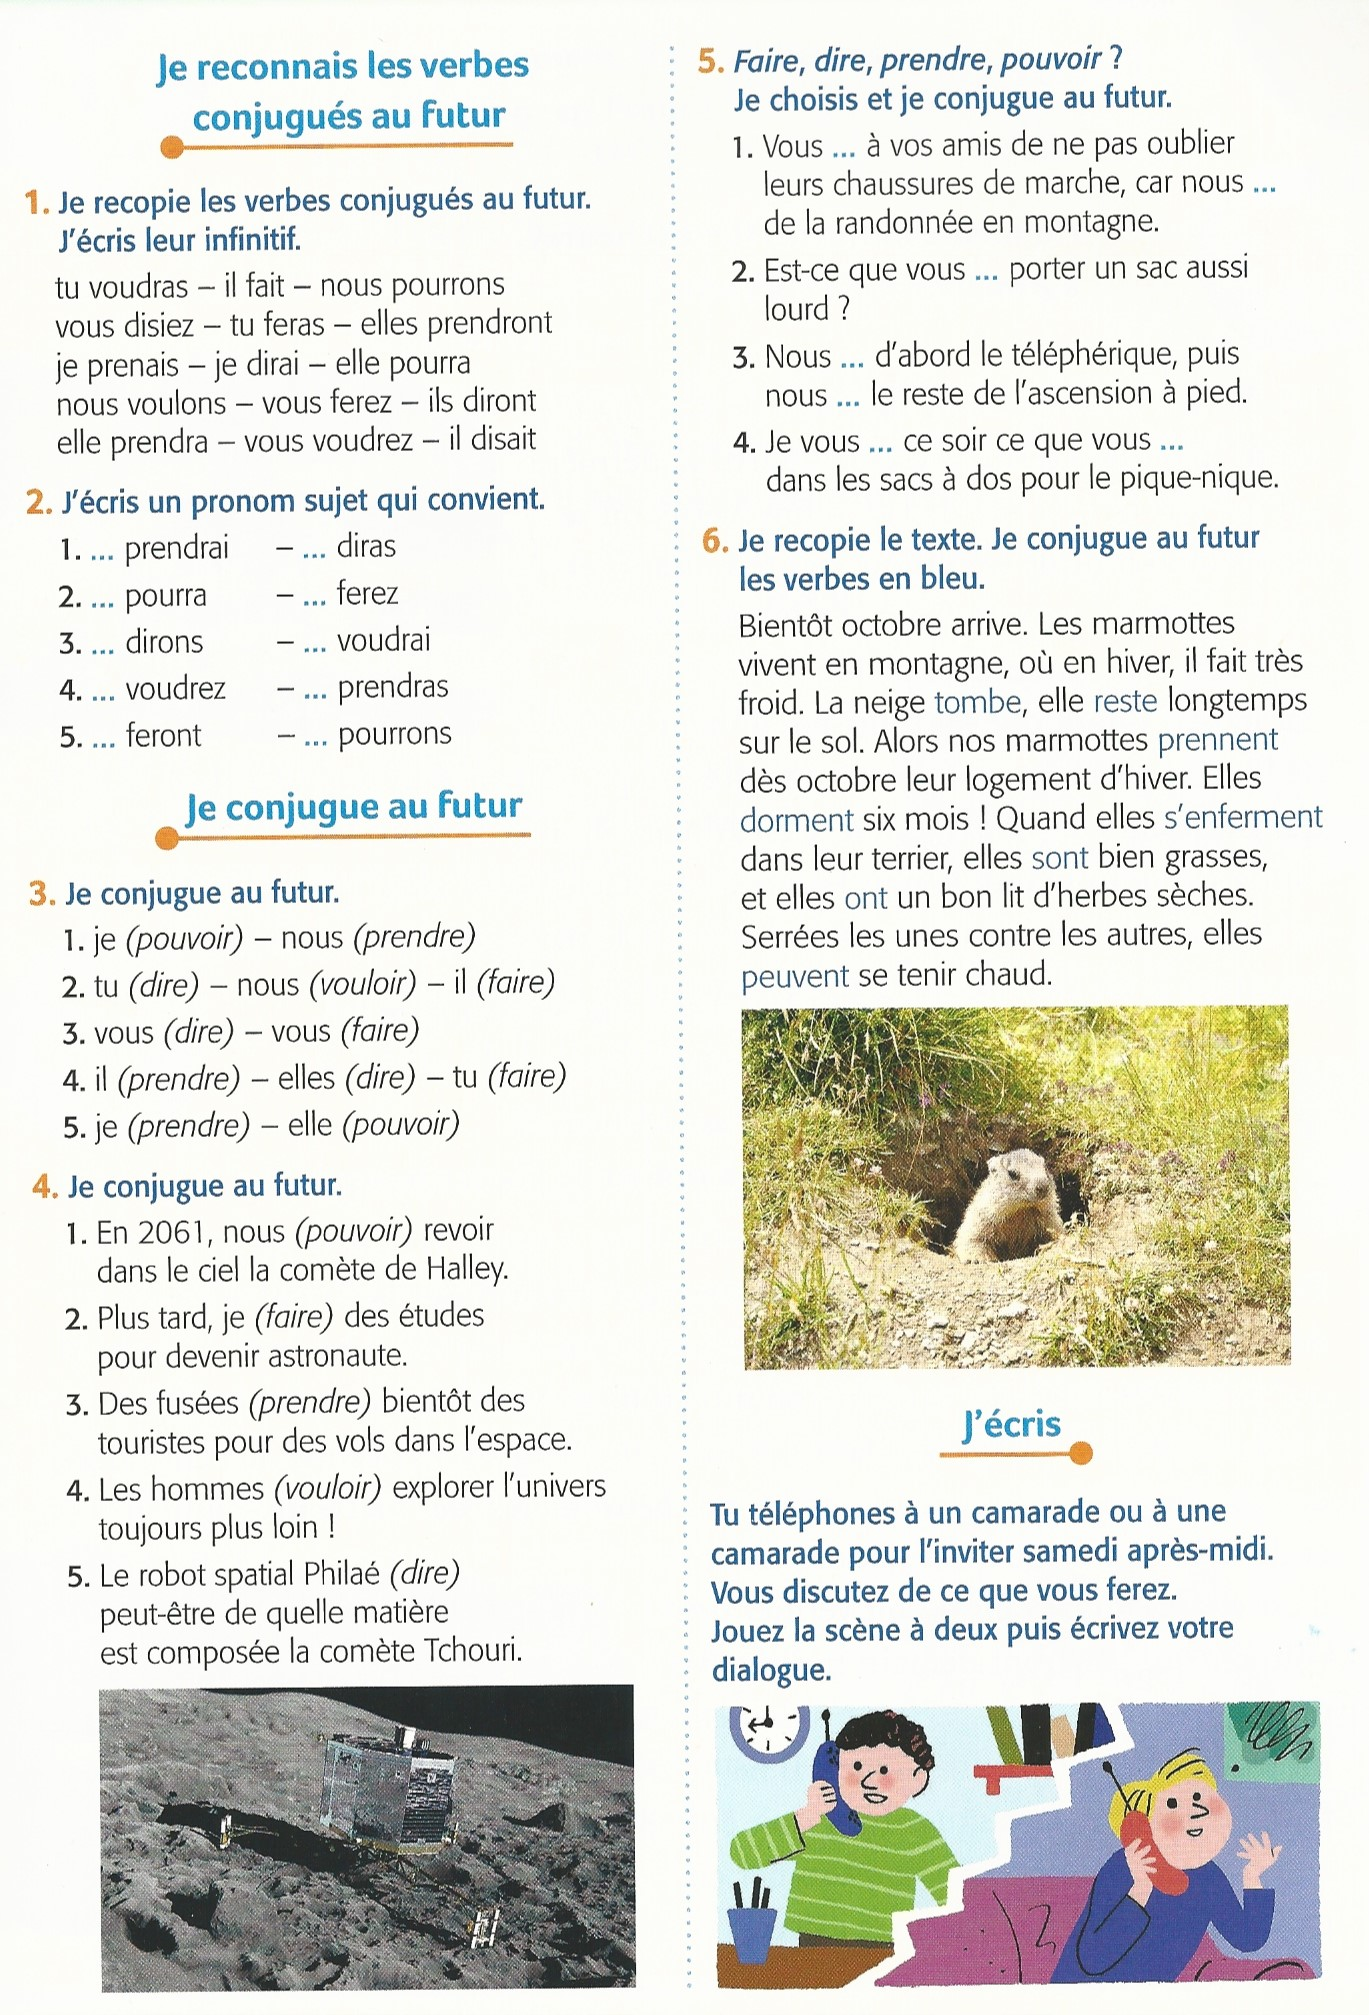 Je reconnais les verbes
conjugués au futur
1. Je recopie les verbes conjugués au futur.
J'écris leur infinitif.
tu voudras – il fait – nous pourrons
vous disiez – tu feras – elles prendront
je prenais – je dirai – elle pourra
nous voulons – vous ferez – ils diront
elle prendra – vous voudrez – il disait
2. J'écris un pronom sujet qui convient.
1. ... prendrai – ... diras
2. ... pourra – ... ferez
3. ... dirons – ... voudrai
4. ... voudrez – ... prendras
5. ... feront – ... pourrons
Je conjugue au futur
3. Je conjugue au futur.
1. je (pouvoir) – nous (prendre)
2. tu (dire) – nous (vouloir) – il (faire)
3. vous (dire) – vous (faire)
4. il (prendre) – elles (dire) – tu (faire)
5. je (prendre) – elle (pouvoir)
4. Je conjugue au futur.
1. En 2061, nous (pouvoir) revoir
dans le ciel la comète de Halley.
2. Plus tard, je (faire) des études
pour devenir astronaute.
3. Des fusées (prendre) bientôt des
touristes pour des vols dans l'espace.
4. Les hommes (vouloir) explorer l'univers
toujours plus loin !
5. Le robot spatial Philaé (dire)
peut-être de quelle matière
est composée la comète Tchouri.
5. Faire, dire, prendre, pouvoir ?
Je choisis et je conjugue au futur.
1. Vous ... à vos amis de ne pas oublier
leurs chaussures de marche, car nous ...
de la randonnée en montagne.
2. Est-ce que vous ... porter un sac aussi
lourd ?
3. Nous ... d'abord le téléphérique, puis
nous ... le reste de l'ascension à pied.
4. Je vous ... ce soir ce que vous ...
dans les sacs à dos pour le pique-nique.
6. Je recopie le texte. Je conjugue au futur
les verbes en bleu.
Bientôt octobre arrive. Les marmottes
vivent en montagne, où en hiver, il fait très
froid. La neige tombe, elle reste longtemps
sur le sol. Alors nos marmottes prennent
dès octobre leur logement d'hiver. Elles
dorment six mois ! Quand elles s'enferment
dans leur terrier, elles sont bien grasses,
et elles ont un bon lit d'herbes sèches.
Serrées les unes contre les autres, elles
peuvent se tenir chaud.
J'écris
Tu téléphones à un camarade ou à une
camarade pour l'inviter samedi après-midi.
Vous discutez de ce que vous ferez.
Jouez la scène à deux puis écrivez votre
dialogue.